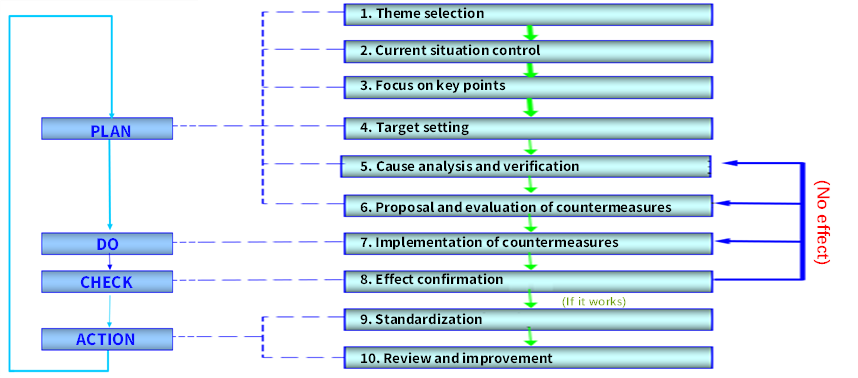 1. Theme selection
2. Current situation control
3. Focus on key points
PLAN
4. Target setting
5. Cause analysis and verification
6. Proposal and evaluation of countermeasures
(No effect)
DO
7. Implementation of countermeasures
CHECK
8. Effect confirmation
(If it works)
9. Standardization
ACTION
10. Review and improvement